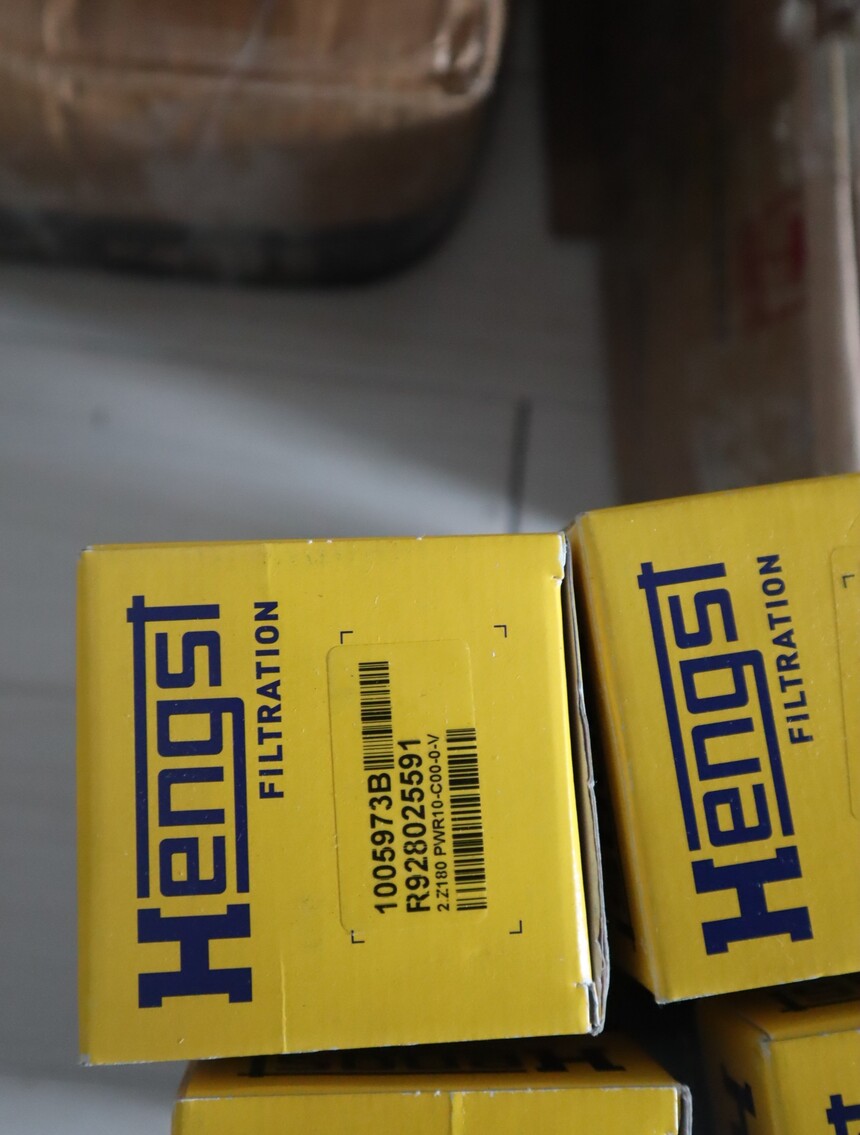 Hengst
FILTRATION
1005973B
R928025591
2.Z180 PWR10-C00-0-V
Hengst
FILTRATION